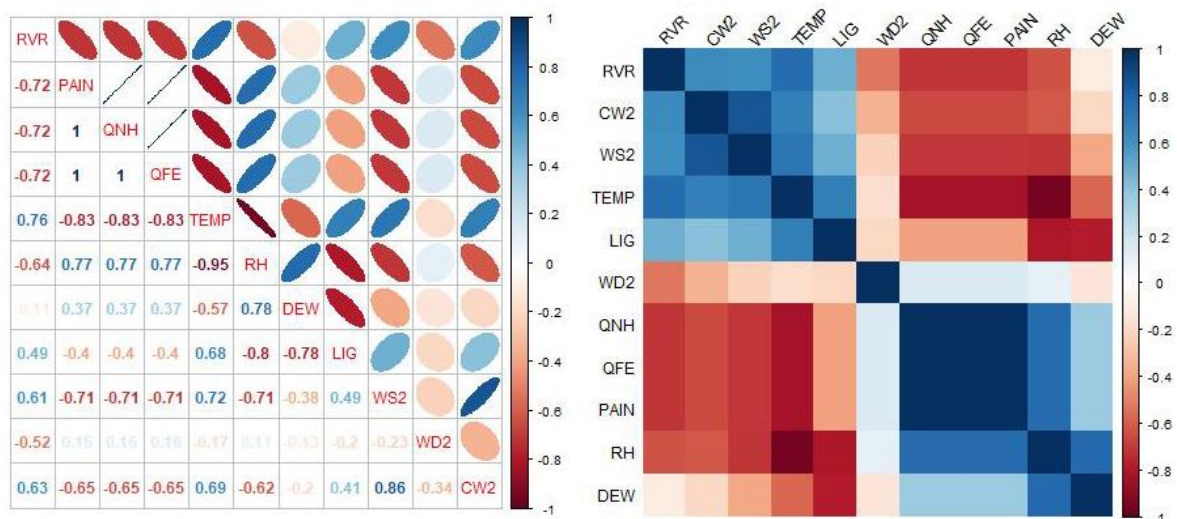 RVR
-0.72 PAIN
-0.72 1 QNH
-0.72 1 1 QFE
0.76 -0.83 -0.83 -0.83 TEMP
-0.64 0.77 0.77 0.77 -0.95 RH
-0.11 0.37 0.37 0.37 -0.57 0.78 DEW
0.49 -0.4 -0.4 -0.4 0.68 -0.8 -0.78 LIG
0.61 -0.71 -0.71 -0.71 0.72 -0.71 -0.38 0.49 WS2
-0.52 0.16 0.16 0.16 -0.17 0.11 -0.13 -0.2 -0.23 WD2
0.63 -0.65 -0.65 -0.65 0.69 -0.62 -0.2 0.41 0.86 -0.34 CW2
1
0.8
0.6
0.4
0.2
0
-0.2
-0.4
-0.6
-0.8
-1
RVR CW2 WS2 TEMP LIG WD2 QNH QFE PAIN RH DEW
RVR
CW2
WS2
TEMP
LIG
WD2
QNH
QFE
PAIN
RH
DEW
1
0.8
0.6
0.4
0.2
0
-0.2
-0.4
-0.6
-0.8
-1